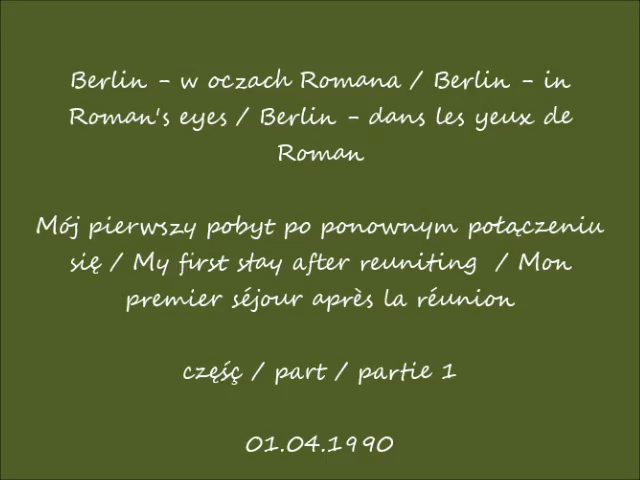 Berlin - w oczach Romana / Berlin - in
Roman's eyes / Berlin - dans les yeux de
Roman
Mój pierwszy pobyt po ponownym połączeniu
się / My first stay after reuniting / Mon
premier séjour après la réunion
częśç / part / partie 1
01.04.1990